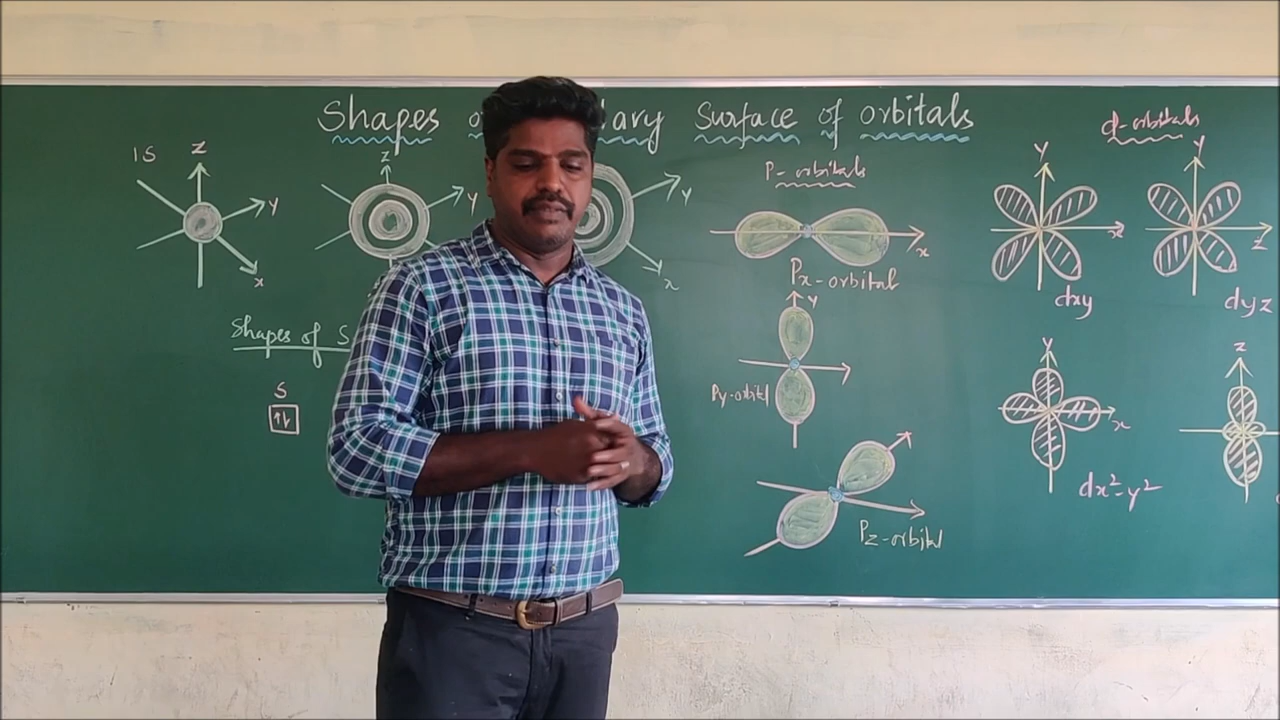 Shapes o dary Surface of orbitals
1S
Z
Y
x
Z
Y
Y
x
Shapes of S
S
P-orbitals
x
Px-orbital
Y
Py-orbital
Pz-orbital
d-orbitals
Y
x
dxy
Y
Z
dyz
Y
x
dx²-y²
z